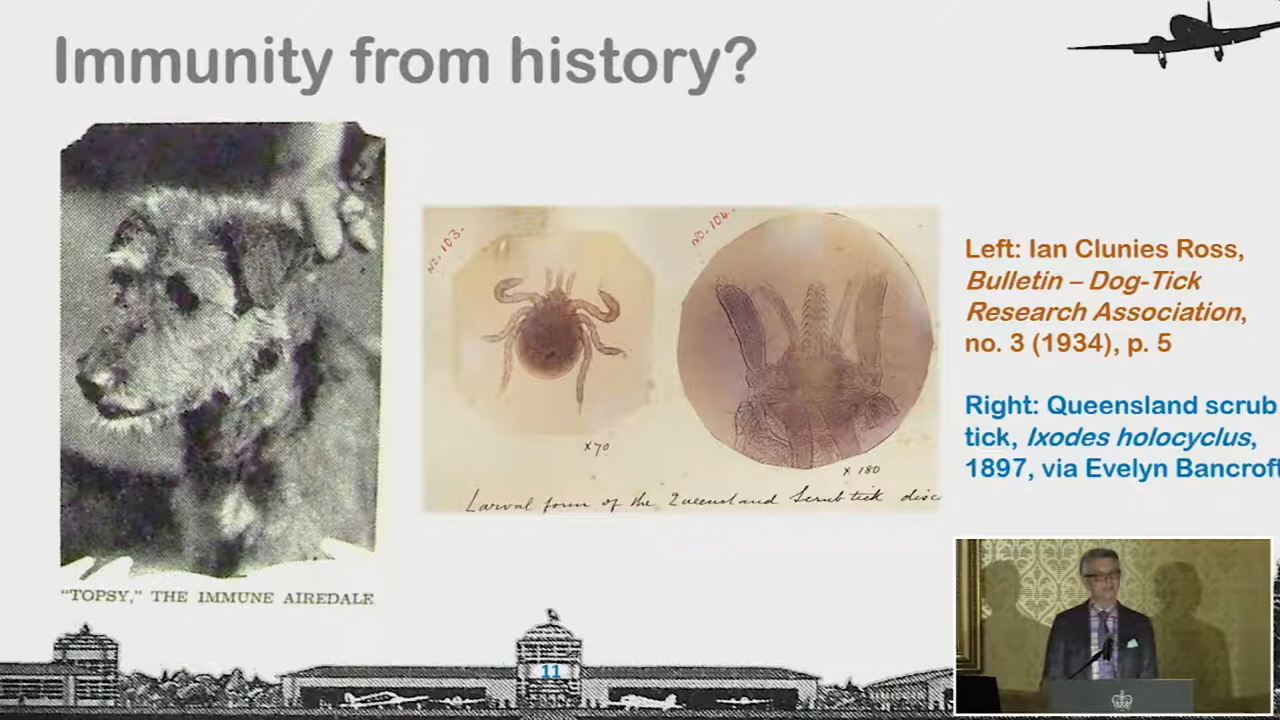 Immunity from history?
"TOPSY," THE IMMUNE AIREDALE
NO. 103.
NO. 104.
x70
x 180
Larval form of the Queensland Scrub tick disc
Left: Ian Clunies Ross,
Bulletin – Dog-Tick
Research Association,
no. 3 (1934), p. 5
Right: Queensland scrub
tick, Ixodes holocyclus,
1897, via Evelyn Bancroft
11